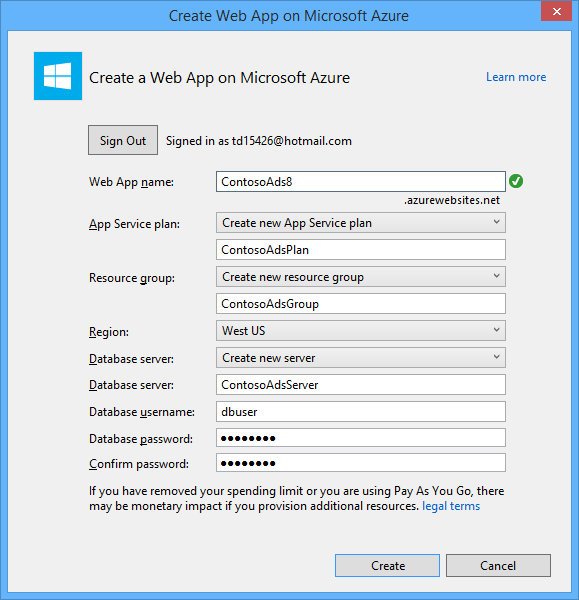 Create Web App on Microsoft Azure
Create a Web App on Microsoft Azure
Learn more
Sign Out Signed in as td15426@hotmail.com
Web App name: ContosoAds8
.azurewebsites.net
App Service plan: Create new App Service plan
ContosoAdsPlan
Resource group: Create new resource group
ContosoAdsGroup
Region: West US
Database server: Create new server
Database server: ContosoAdsServer
Database username: dbuser
Database password: ●●●●●●●●
Confirm password: ●●●●●●●●
If you have removed your spending limit or you are using Pay As You Go, there
may be monetary impact if you provision additional resources. legal terms
Create Cancel